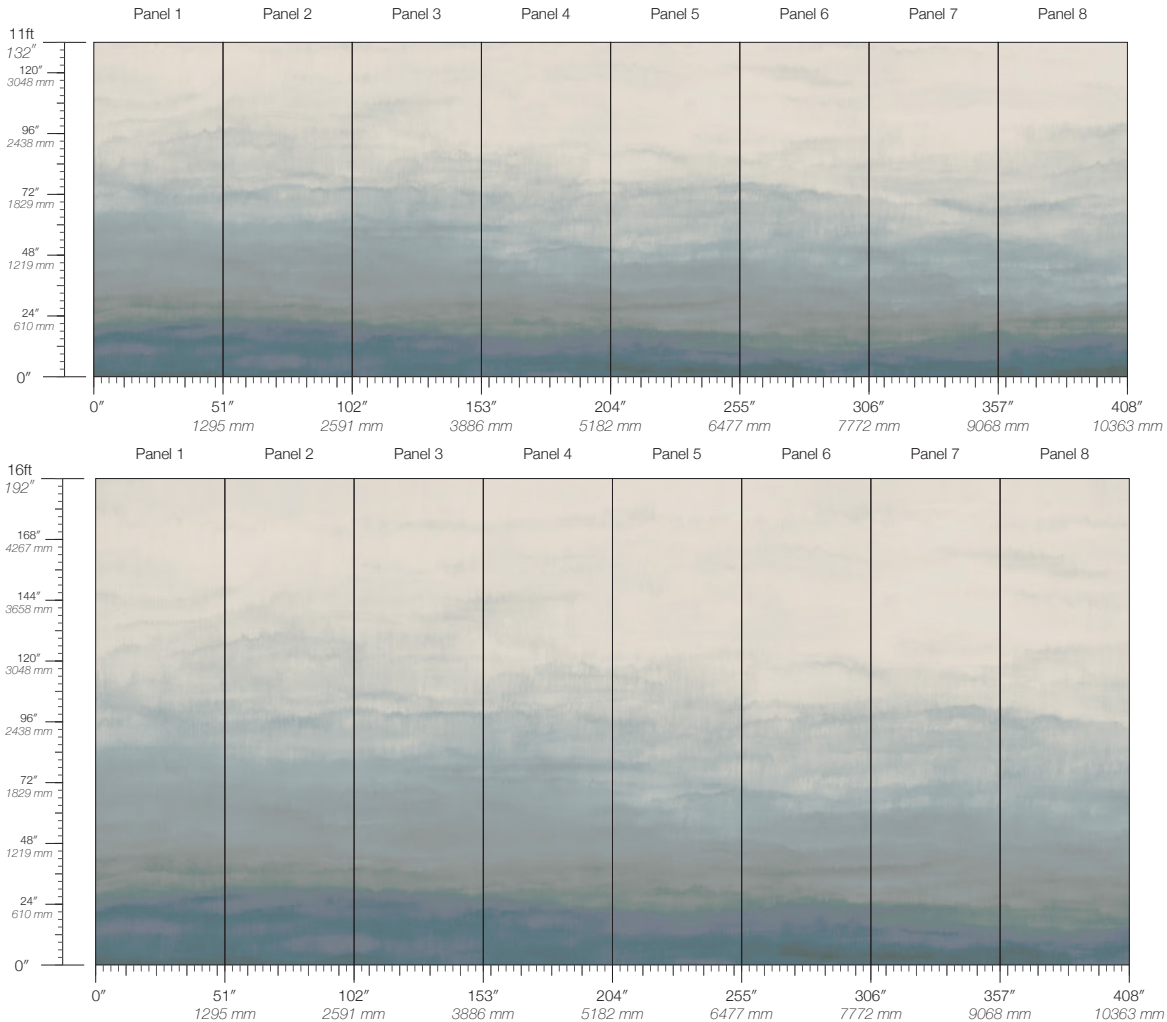 Panel 1 Panel 2 Panel 3 Panel 4 Panel 5 Panel 6 Panel 7 Panel 8
11ft
132″
120″
3048 mm
96″
2438 mm
72″
1829 mm
48″
1219 mm
24″
610 mm
0″
0″ 51″ 102″ 153″ 204″ 255″ 306″ 357″ 408″
1295 mm 2591 mm 3886 mm 5182 mm 6477 mm 7772 mm 9068 mm 10363 mm
Panel 1 Panel 2 Panel 3 Panel 4 Panel 5 Panel 6 Panel 7 Panel 8
16ft
192″
168″
4267 mm
144″
3658 mm
120″
3048 mm
96″
2438 mm
72″
1829 mm
48″
1219 mm
24″
610 mm
0″
0″ 51″ 102″ 153″ 204″ 255″ 306″ 357″ 408″
1295 mm 2591 mm 3886 mm 5182 mm 6477 mm 7772 mm 9068 mm 10363 mm